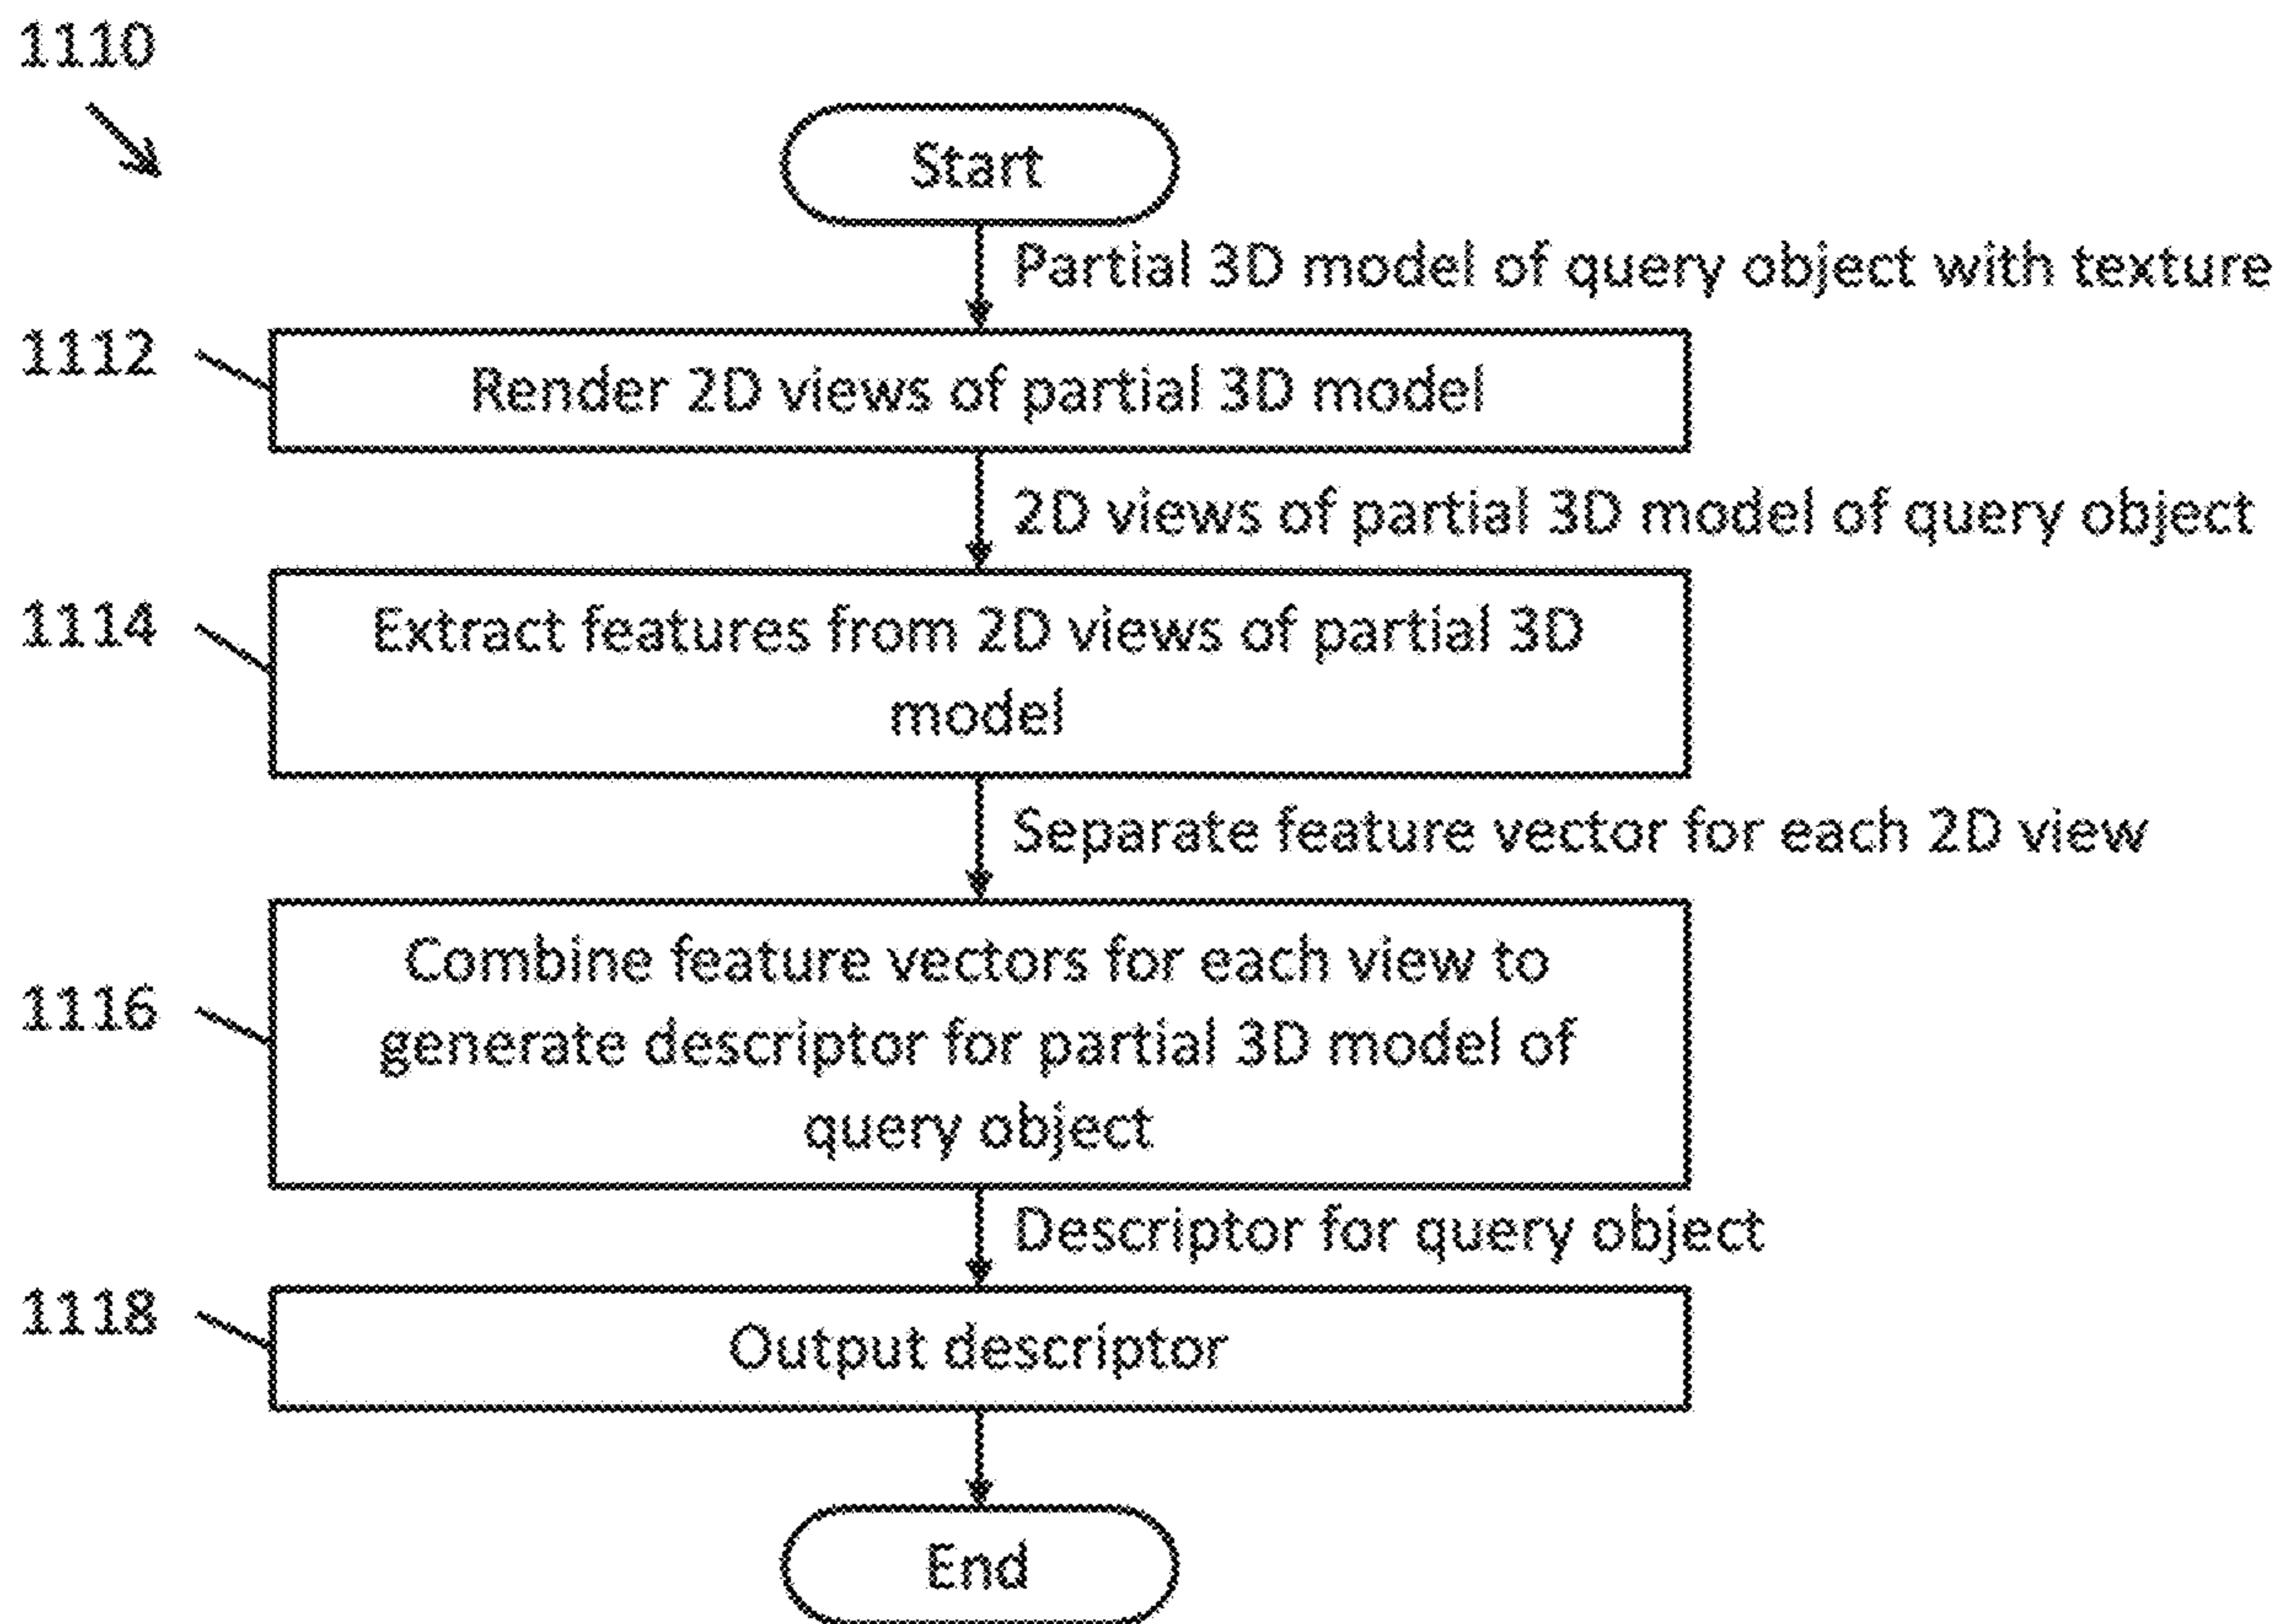 1110
Start
Partial 3D model of query object with texture
1112
Render 2D views of partial 3D model
2D views of partial 3D model of query object
1114
Extract features from 2D views of partial 3D
model
Separate feature vector for each 2D view
1116
Combine feature vectors for each view to
generate descriptor for partial 3D model of
query object
Descriptor for query object
1118
Output descriptor
End